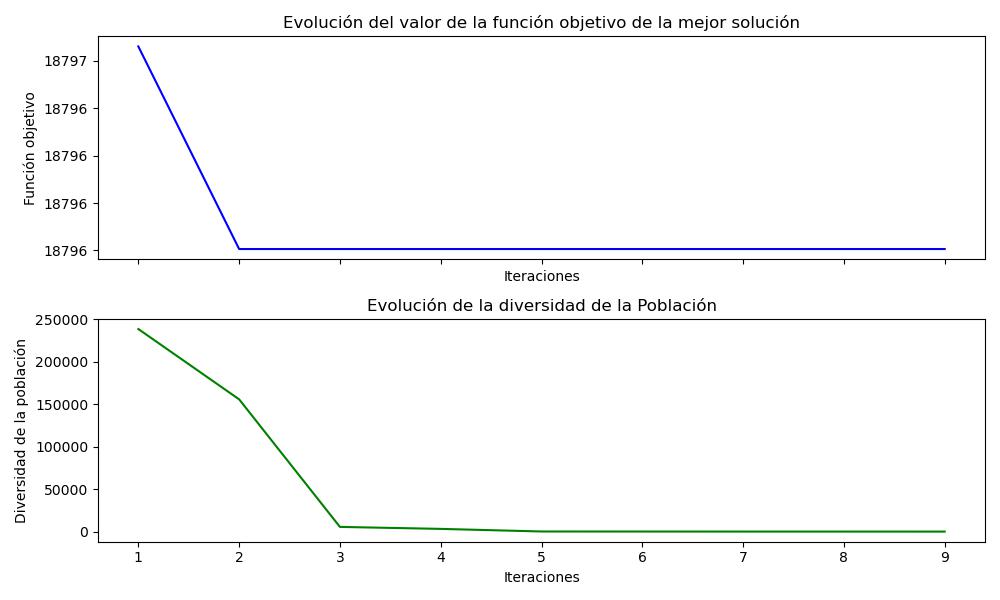 Evolución del valor de la función objetivo de la mejor solución
18797
18796
18796
18796
18796
Función objetivo
Iteraciones
Evolución de la diversidad de la Población
250000
200000
150000
100000
50000
0
Diversidad de la población
1 2 3 4 5 6 7 8 9
Iteraciones